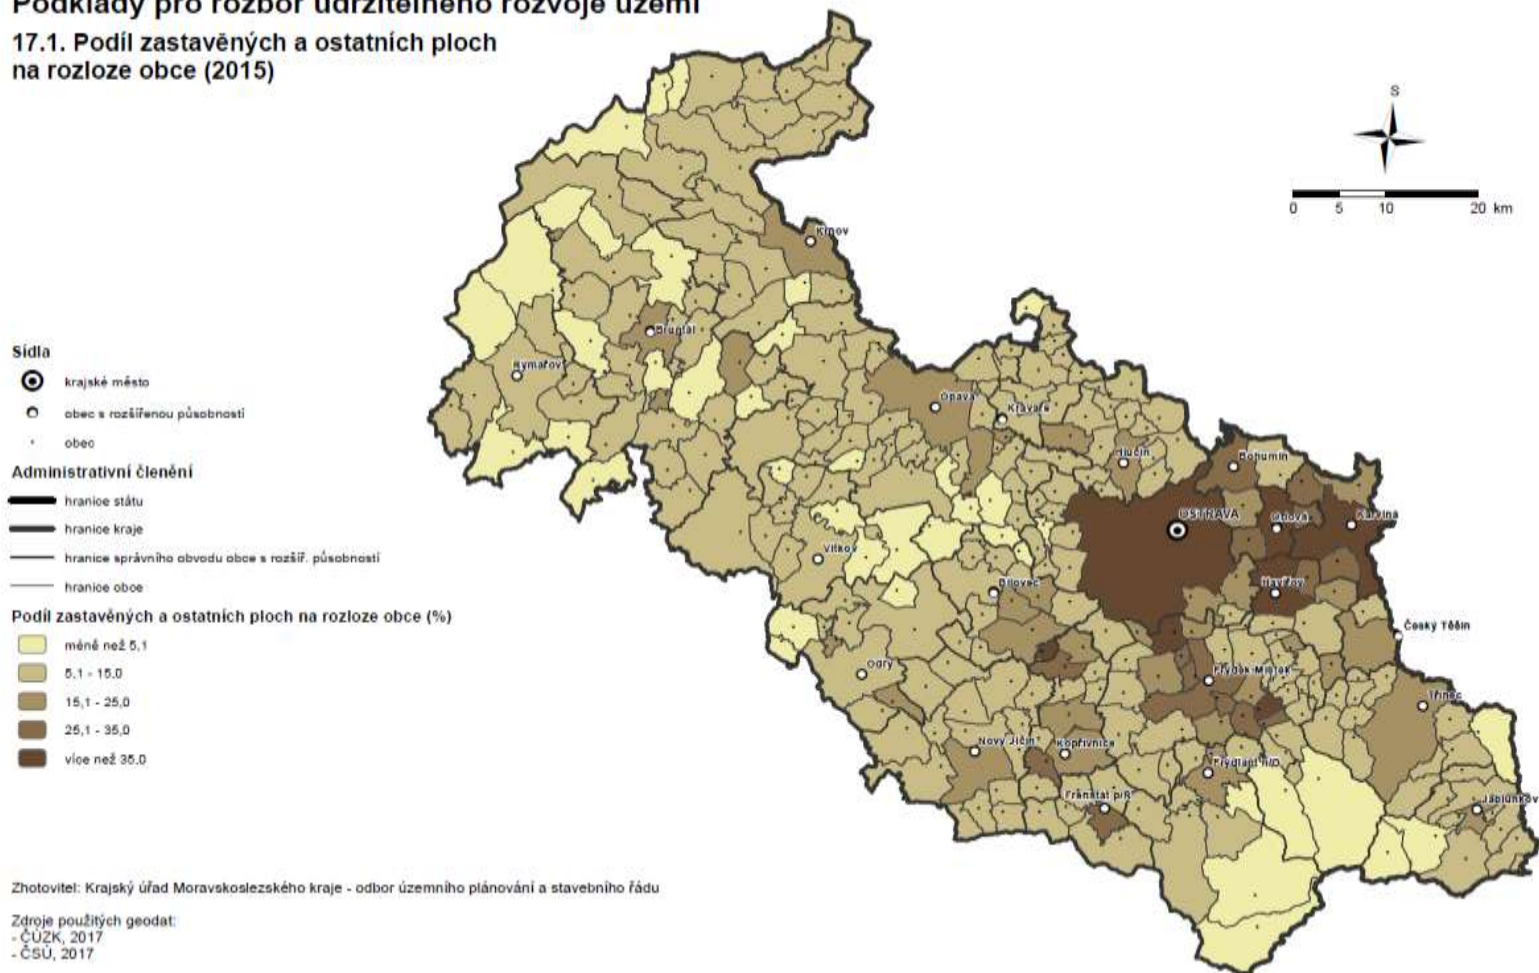 Podklady pro rozbor udržitelného rozvoje území
17.1. Podíl zastavěných a ostatních ploch
na rozloze obce (2015)
S
0 5 10 20 km
Krnov
Bruntál
Rymařov
Opava
Kravaře
Hlučín
Bohumín
OSTRAVA
Orlová
Karviná
Vítkov
Bílovec
Havířov
Český Těšín
Odry
Frýdek-Místek
Třinec
Nový Jičín
Kopřivnice
Frýdlant n/O
Frenštát p/R
Jablunkov
Sídla
krajské město
obec s rozšířenou působností
obec
Administrativní členění
hranice státu
hranice kraje
hranice správního obvodu obce s rozšíř. působností
hranice obce
Podíl zastavěných a ostatních ploch na rozloze obce (%)
méně než 5,1
5,1 - 15,0
15,1 - 25,0
25,1 - 35,0
více než 35,0
Zhotovitel: Krajský úřad Moravskoslezského kraje - odbor územního plánování a stavebního řádu
Zdroje použitých geodat:
- ČÚZK, 2017
- ČSÚ, 2017